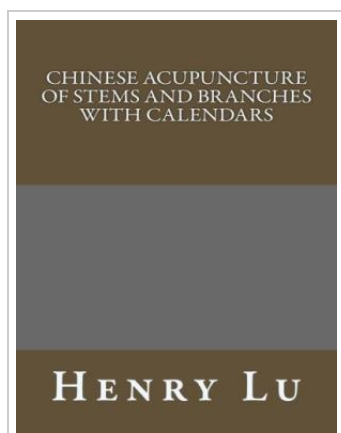 CHINESE ACUPUNCTURE
OF STEMS AND BRANCHES
WITH CALENDARS
HENRY LU